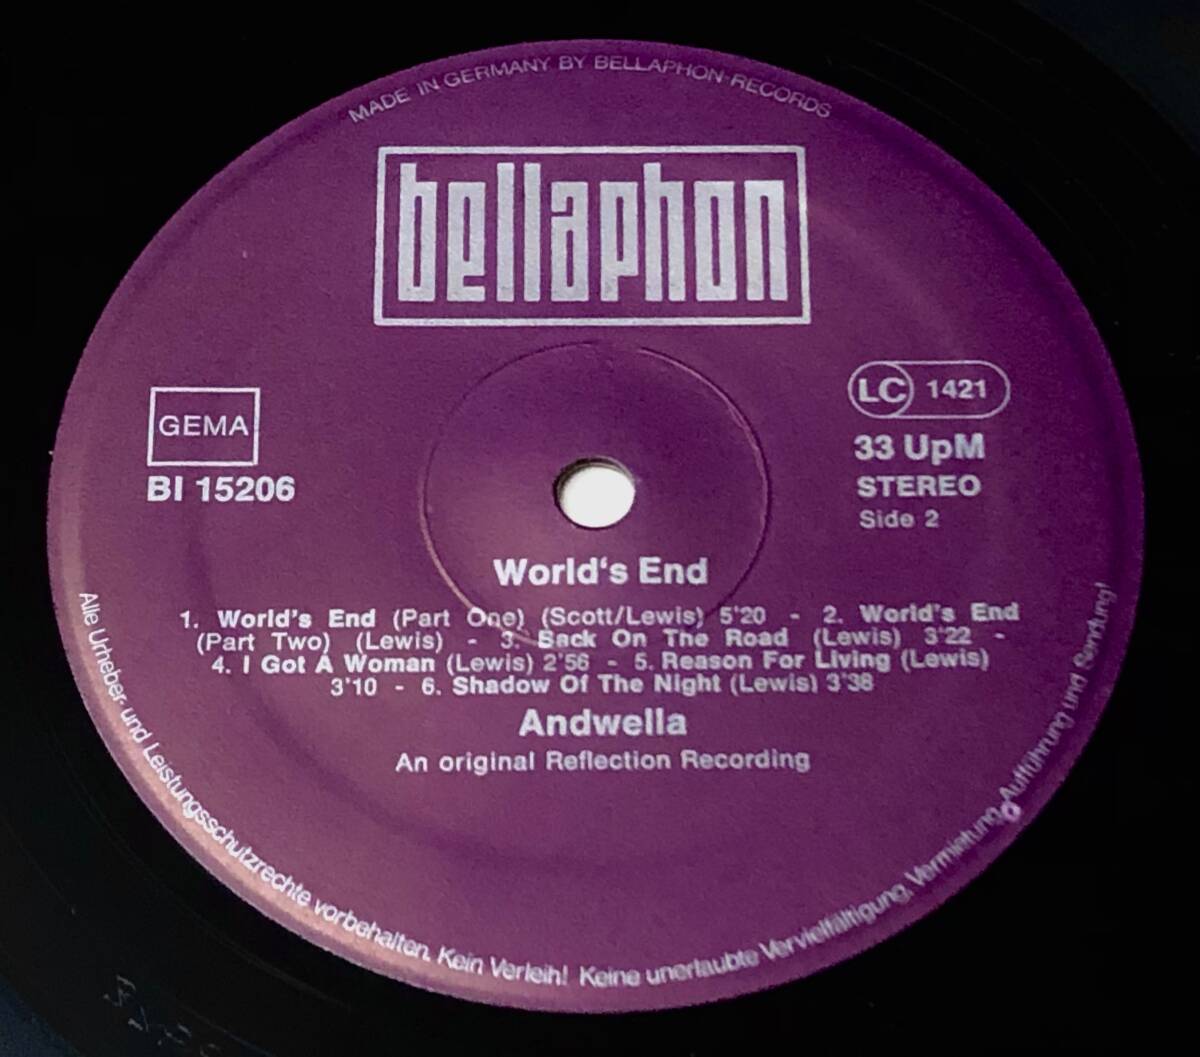 MADE IN GERMANY BY BELLAPHON-RECORDS
bellaphon
GEMA
BI 15206
LC 1421
33 UpM
STEREO
Side 2
World's End
1. World's End (Part One) (Scott/Lewis) 5'20 - 2. World's End
(Part Two) (Lewis) - 3. Back On The Road (Lewis) 3'22 -
4. I Got A Woman (Lewis) 2'56 - 5. Reason For Living (Lewis)
3'10 - 6. Shadow Of The Night (Lewis) 3'38
Andwella
An original Reflection Recording
Alle Urheber- und Leistungsschutzrechte vorbehalten. Kein Verleih! Keine unerlaubte Vervielfältigung, Vermietung, Aufführung und Sendung!